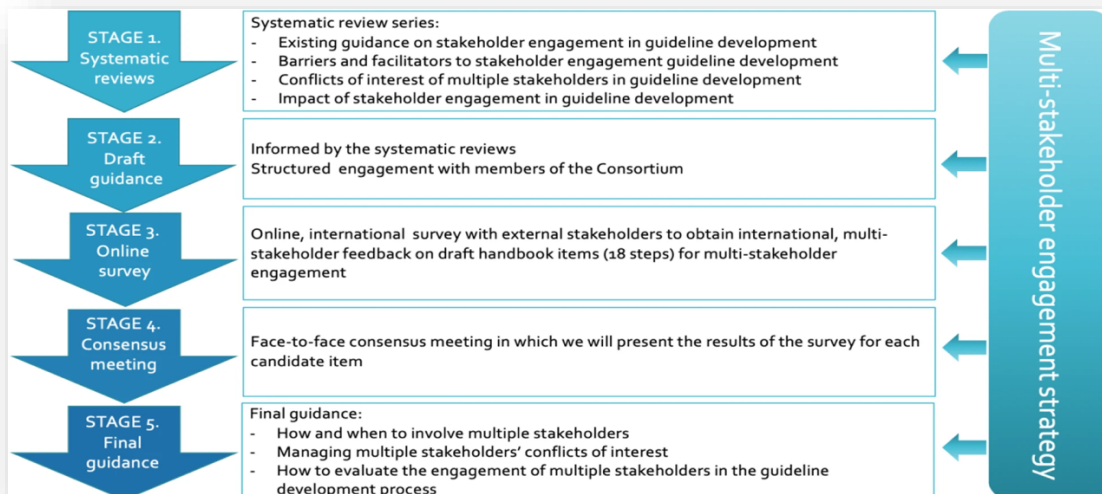 STAGE 1.
Systematic
reviews
Systematic review series:
- Existing guidance on stakeholder engagement in guideline development
- Barriers and facilitators to stakeholder engagement guideline development
- Conflicts of interest of multiple stakeholders in guideline development
- Impact of stakeholder engagement in guideline development
STAGE 2.
Draft
guidance
Informed by the systematic reviews
Structured engagement with members of the Consortium
STAGE 3.
Online
survey
Online, international survey with external stakeholders to obtain international, multi-
stakeholder feedback on draft handbook items (18 steps) for multi-stakeholder
engagement
STAGE 4.
Consensus
meeting
Face-to-face consensus meeting in which we will present the results of the survey for each
candidate item
STAGE 5.
Final
guidance
Final guidance:
- How and when to involve multiple stakeholders
- Managing multiple stakeholders' conflicts of interest
- How to evaluate the engagement of multiple stakeholders in the guideline
development process
Multi-stakeholder engagement strategy